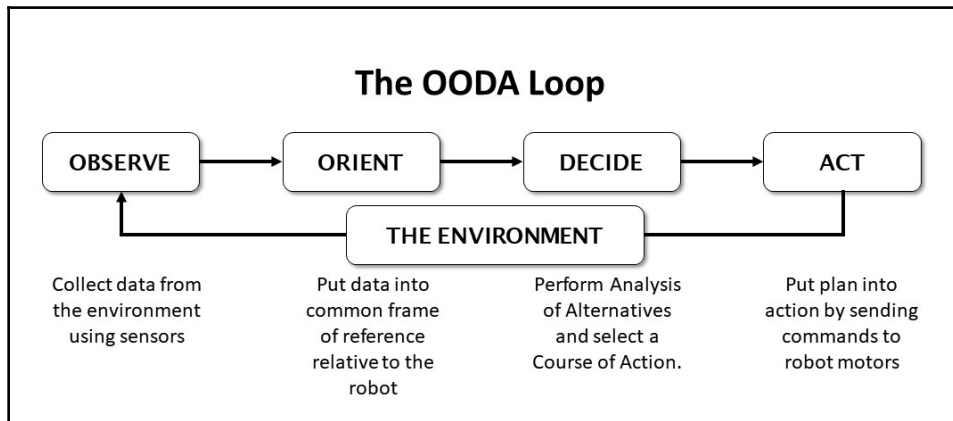 The OODA Loop
OBSERVE
ORIENT
DECIDE
ACT
THE ENVIRONMENT
Collect data from
the environment
using sensors
Put data into
common frame
of reference
relative to the
robot
Perform Analysis
of Alternatives
and select a
Course of Action.
Put plan into
action by sending
commands to
robot motors